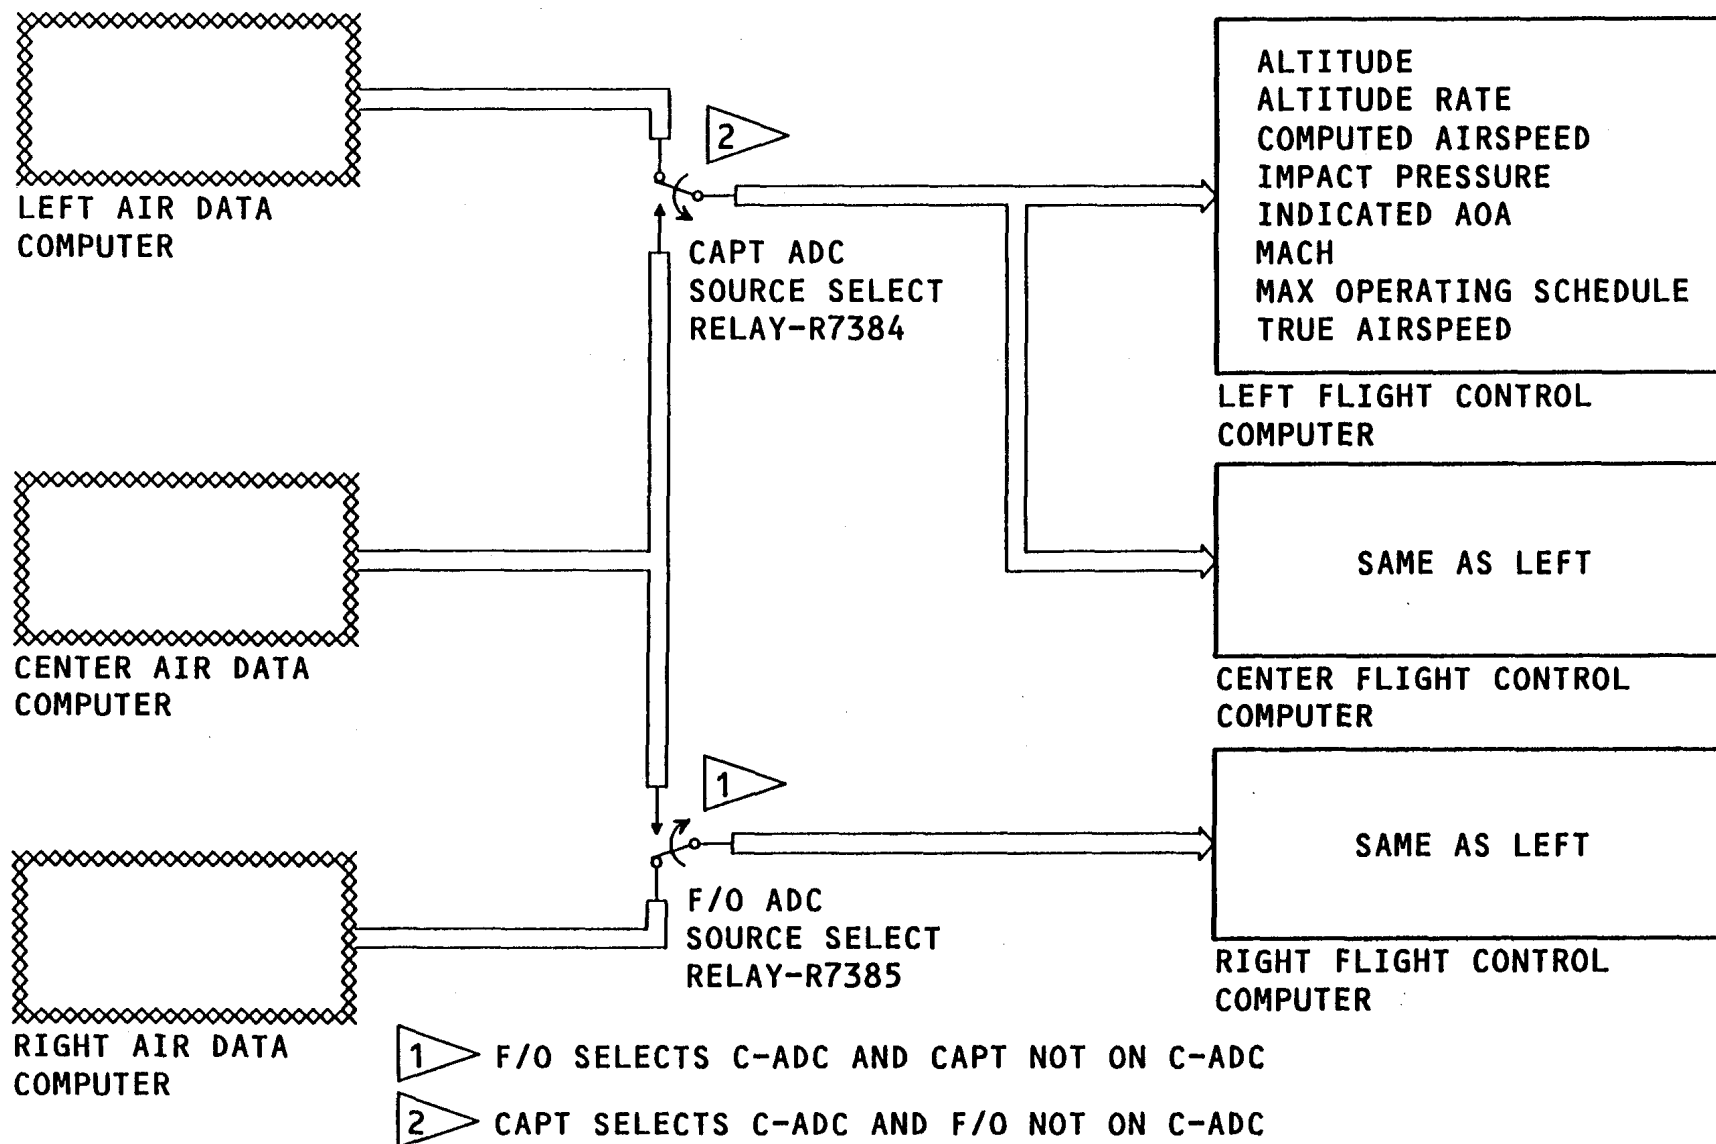 LEFT AIR DATA
COMPUTER
2
CAPT ADC
SOURCE SELECT
RELAY-R7384
ALTITUDE
ALTITUDE RATE
COMPUTED AIRSPEED
IMPACT PRESSURE
INDICATED AOA
MACH
MAX OPERATING SCHEDULE
TRUE AIRSPEED
LEFT FLIGHT CONTROL
COMPUTER
CENTER AIR DATA
COMPUTER
SAME AS LEFT
CENTER FLIGHT CONTROL
COMPUTER
1
F/O ADC
SOURCE SELECT
RELAY-R7385
SAME AS LEFT
RIGHT FLIGHT CONTROL
COMPUTER
RIGHT AIR DATA
COMPUTER
1 F/O SELECTS C-ADC AND CAPT NOT ON C-ADC
2 CAPT SELECTS C-ADC AND F/O NOT ON C-ADC